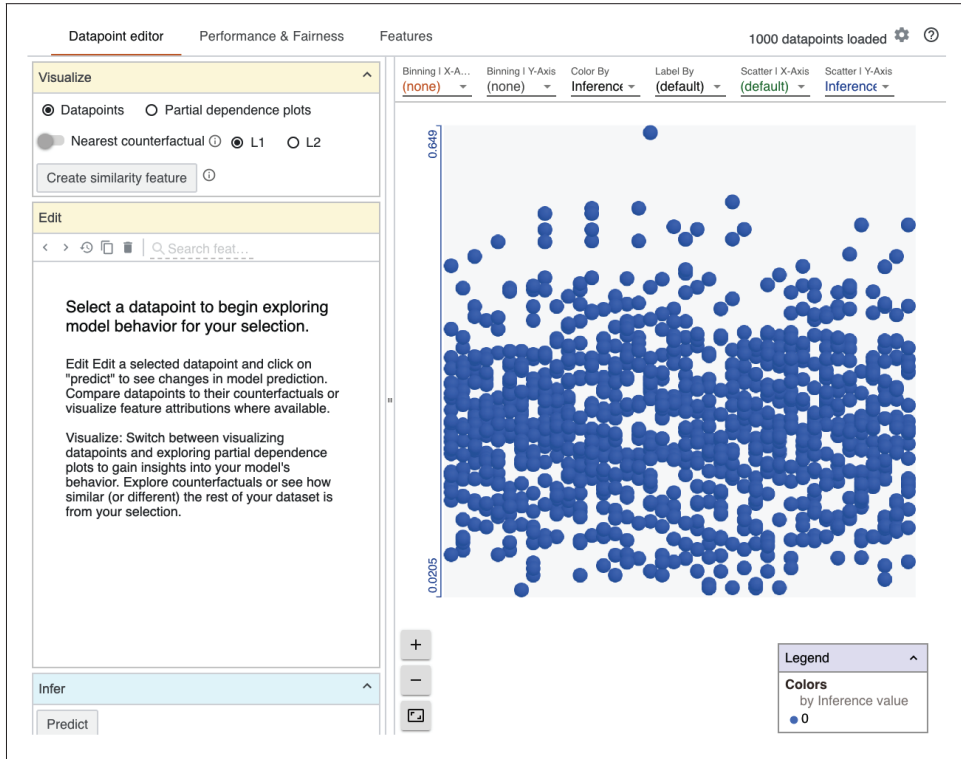 Datapoint editor Performance & Fairness Features 1000 datapoints loaded
Visualize
Datapoints Partial dependence plots
Nearest counterfactual L1 L2
Create similarity feature
Edit
Search feat...
Select a datapoint to begin exploring
model behavior for your selection.
Edit Edit a selected datapoint and click on
"predict" to see changes in model prediction.
Compare datapoints to their counterfactuals or
visualize feature attributions where available.
Visualize: Switch between visualizing
datapoints and exploring partial dependence
plots to gain insights into your model's
behavior. Explore counterfactuals or see how
similar (or different) the rest of your dataset is
from your selection.
Infer
Predict
Binning | X-A... Binning | Y-Axis Color By Label By Scatter | X-Axis Scatter | Y-Axis
(none) (none) Inference (default) (default) Inference
0.649
0.0205
+
−
Legend
Colors
by Inference value
0